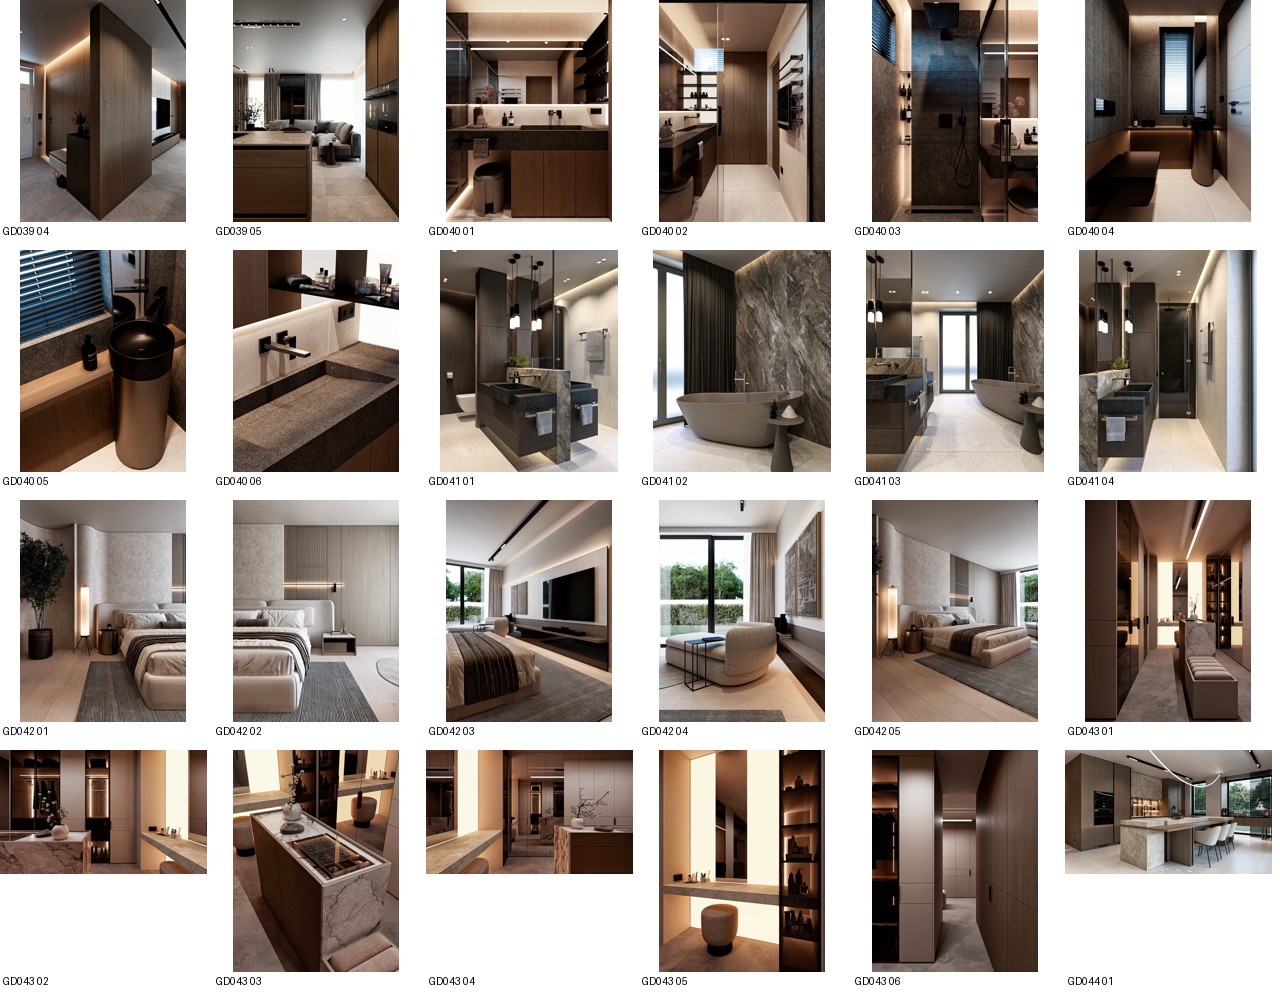 GD039 04
GD039 05
GD040 01
GD040 02
GD040 03
GD040 04
GD040 05
GD040 06
GD041 01
GD041 02
GD041 03
GD041 04
GD042 01
GD042 02
GD042 03
GD042 04
GD042 05
GD043 01
GD043 02
GD043 03
GD043 04
GD043 05
GD043 06
GD044 01